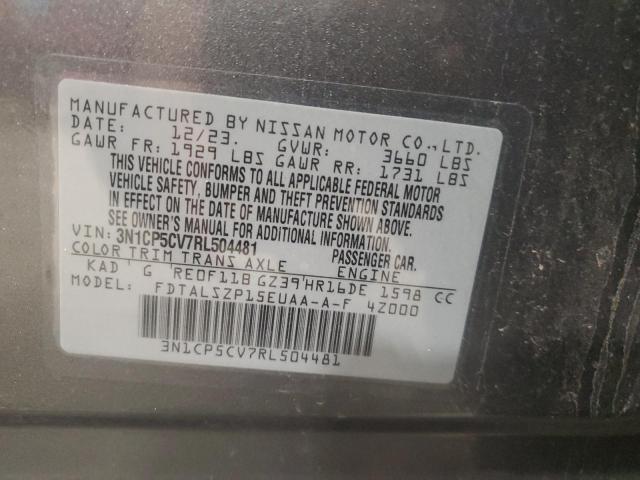 MANUFACTURED BY NISSAN MOTOR CO.,LTD.
DATE: 12/23. GVWR: 3660 LBS
GAWR FR: 1929 LBS GAWR RR: 1731 LBS
THIS VEHICLE CONFORMS TO ALL APPLICABLE FEDERAL MOTOR
VEHICLE SAFETY, BUMPER AND THEFT PREVENTION STANDARDS
IN EFFECT ON THE DATE OF MANUFACTURE SHOWN ABOVE.
SEE OWNER'S MANUAL FOR ADDITIONAL INFORMATION.
VIN: 3N1CP5CV7RL504481 PASSENGER CAR.
COLOR TRIM TRANS AXLE ENGINE
KAD G RE0F11B GZ39 HR16DE 1598 CC
MODEL: FDTALSZP15EUAA-A-F 4Z000
3N1CP5CV7RL504481